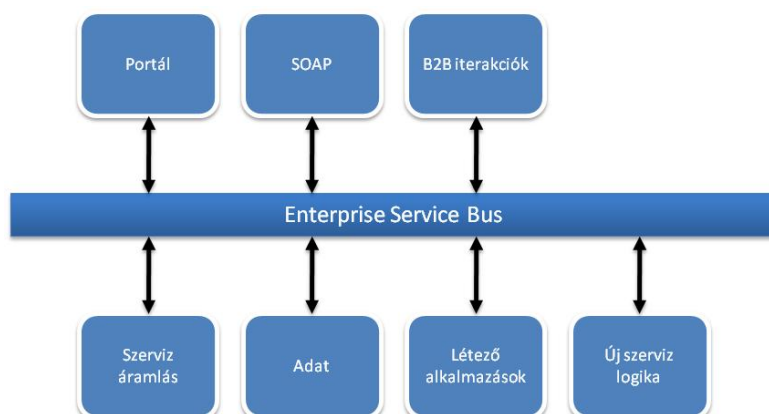 Portál
SOAP
B2B iterakciók
Enterprise Service Bus
Szerviz
áramlás
Adat
Létező
alkalmazások
Új szerviz
logika